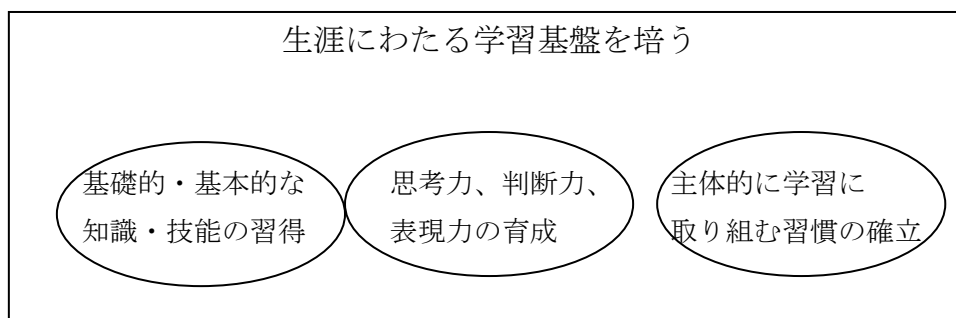 生涯にわたる学習基盤を培う
基礎的・基本的な
知識・技能の習得
思考力、判断力、
表現力の育成
主体的に学習に
取り組む習慣の確立